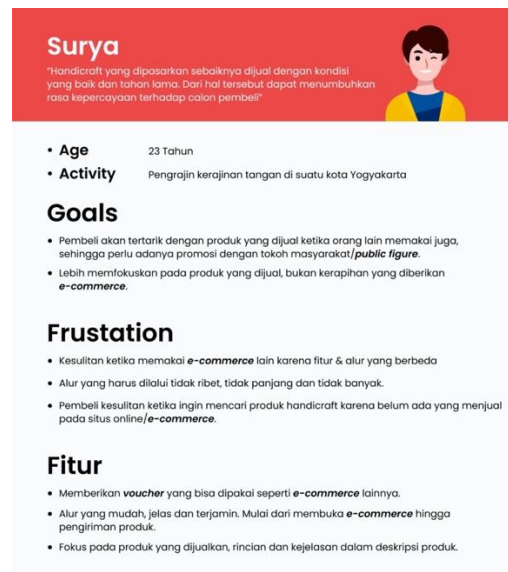 Surya
"Handicraft yang dipasarkan sebaiknya dijual dengan kondisi
yang baik dan tahan lama. Dari hal tersebut dapat menumbuhkan
rasa kepercayaan terhadap calon pembeli"
• Age 23 Tahun
• Activity Pengrajin kerajinan tangan di suatu kota Yogyakarta
Goals
• Pembeli akan tertarik dengan produk yang dijual ketika orang lain memakai juga,
sehingga perlu adanya promosi dengan tokoh masyarakat/public figure.
• Lebih memfokuskan pada produk yang dijual, bukan kerapihan yang diberikan
e-commerce.
Frustation
• Kesulitan ketika memakai e-commerce lain karena fitur & alur yang berbeda
• Alur yang harus dilalui tidak ribet, tidak panjang dan tidak banyak.
• Pembeli kesulitan ketika ingin mencari produk handicraft karena belum ada yang menjual
pada situs online/e-commerce.
Fitur
• Memberikan voucher yang bisa dipakai seperti e-commerce lainnya.
• Alur yang mudah, jelas dan terjamin. Mulai dari membuka e-commerce hingga
pengiriman produk.
• Fokus pada produk yang dijualkan, rincian dan kejelasan dalam deskripsi produk.